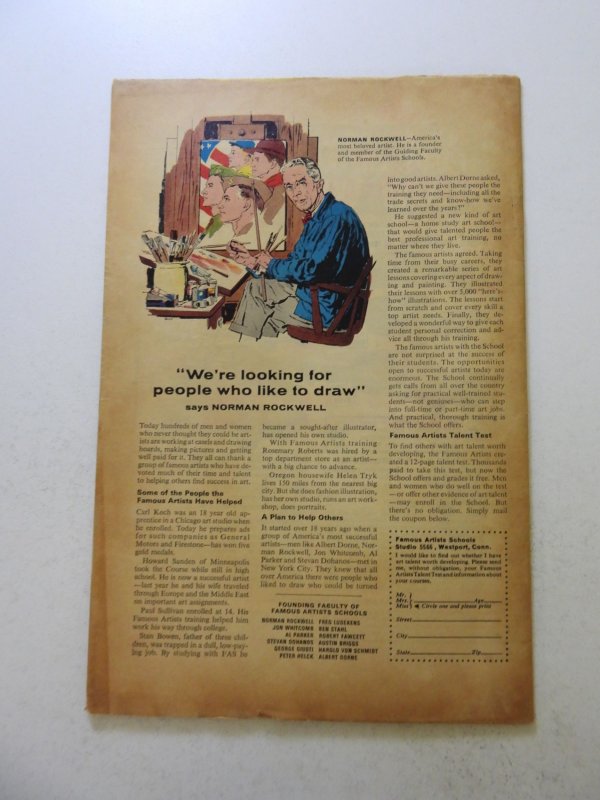 NORMAN ROCKWELL—America's
most beloved artist. He is a founder
and member of the Guiding Faculty
of the Famous Artists Schools.
"We're looking for
people who like to draw"
says NORMAN ROCKWELL
Today hundreds of men and women
who never thought they could be art-
ists are working at easels and drawing
boards, making pictures and getting
well paid for it. They all can thank a
group of famous artists who have de-
voted much of their time and talent
to helping others find success in art.
Some of the People the
Famous Artists Have Helped
Carl Koch was an 18 year old ap-
prentice in a Chicago art studio when
he enrolled. Today he prepares ads
for such companies as General
Motors and Firestone—has won five
gold medals.
Howard Sanden of Minneapolis
took the Course while still in high
school. He is now a successful artist
—last year he and his wife traveled
through Europe and the Middle East
on important art assignments.
Paul Sullivan enrolled at 14. His
Famous Artists training helped him
work his way through college.
Stan Bowen, father of three chil-
dren, was trapped in a dull, low-pay-
ing job. By studying with FAS he
became a sought-after illustrator,
has opened his own studio.
With Famous Artists training
Rosemary Roberts was hired by a
top department store as an artist—
with a big chance to advance.
Oregon housewife Helen Tryk
lives 150 miles from the nearest big
city. But she does fashion illustration,
has her own studio, runs an art work-
shop, does portraits.
A Plan to Help Others
It started over 18 years ago when a
group of America's most successful
artists—men like Albert Dorne, Nor-
man Rockwell, Jon Whitcomb, Al
Parker and Stevan Dohanos—met in
New York City. They knew that all
over America there were people who
liked to draw who could be turned
FOUNDING FACULTY OF
FAMOUS ARTISTS SCHOOLS
NORMAN ROCKWELL FRED LUDEKENS
JON WHITCOMB BEN STAHL
AL PARKER ROBERT FAWCETT
STEVAN DOHANOS AUSTIN BRIGGS
GEORGE GIUSTI HAROLD VON SCHMIDT
PETER HELCK ALBERT DORNE
into good artists. Albert Dorne asked,
"Why can't we give these people the
training they need—including all the
trade secrets and know-how we've
learned over the years?"
He suggested a new kind of art
school—a home study art school—
that would give talented people the
best professional art training, no
matter where they live.
The famous artists agreed. Taking
time from their busy careers, they
created a remarkable series of art
lessons covering every aspect of draw-
ing and painting. They illustrated
their lessons with over 5,000 "here's-
how" illustrations. The lessons start
from scratch and cover every skill a
top artist needs. Finally, they de-
veloped a wonderful way to give each
student personal correction and ad-
vice all through his training.
The famous artists with the School
are not surprised at the success of
their students. The opportunities
open to successful artist today are
enormous. The School continually
gets calls from all over the country
asking for practical well-trained stu-
dents—not geniuses—who can step
into full-time or part-time art jobs.
And practical, thorough training is
what the School offers.
Famous Artists Talent Test
To find others with art talent worth
developing, the Famous Artists cre-
ated a 12-page talent test. Thousands
paid to take this test, but now the
School offers and grades it free. Men
and women who do well on the test
—or offer other evidence of art talent
—may enroll in the School. But
there's no obligation. Simply mail
the coupon below.
Famous Artists Schools
Studio 5566, Westport, Conn.
I would like to find out whether I have
art talent worth developing. Please send
me, without obligation, your Famous
Artists Talent Test and information about
your courses.
Mr.
Mrs. Age
Miss Circle one and please print
Street
City
State Zip